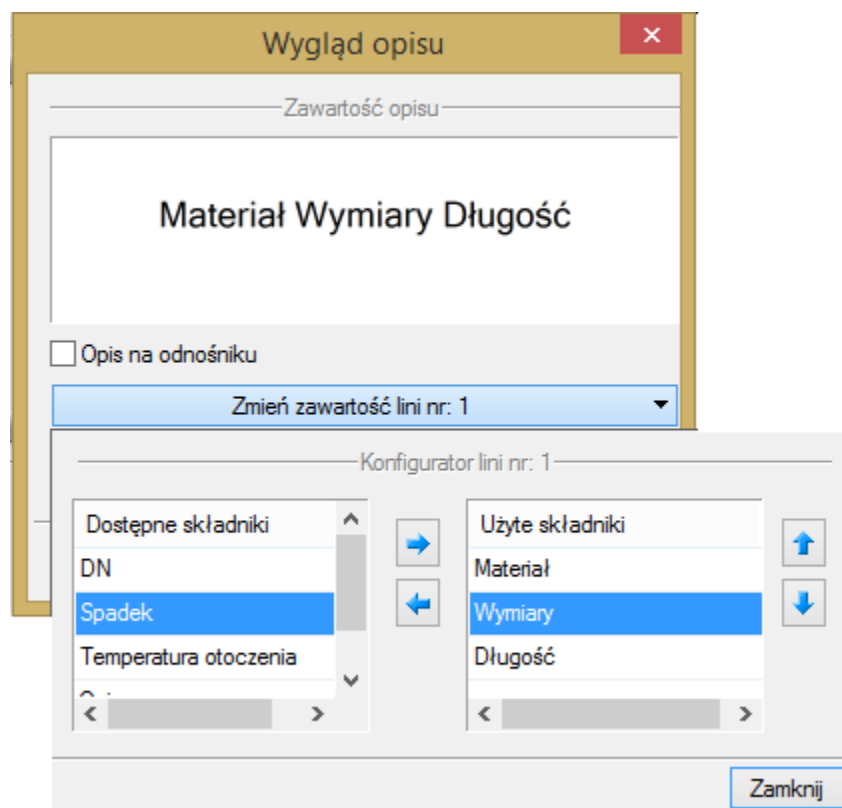 Wygląd opisu
Zawartość opisu
Materiał Wymiary Długość
Opis na odnośniku
Zmień zawartość lini nr: 1
Konfigurator lini nr: 1
Dostępne składniki
DN
Spadek
Temperatura otoczenia
Użyte składniki
Materiał
Wymiary
Długość
Zamknij